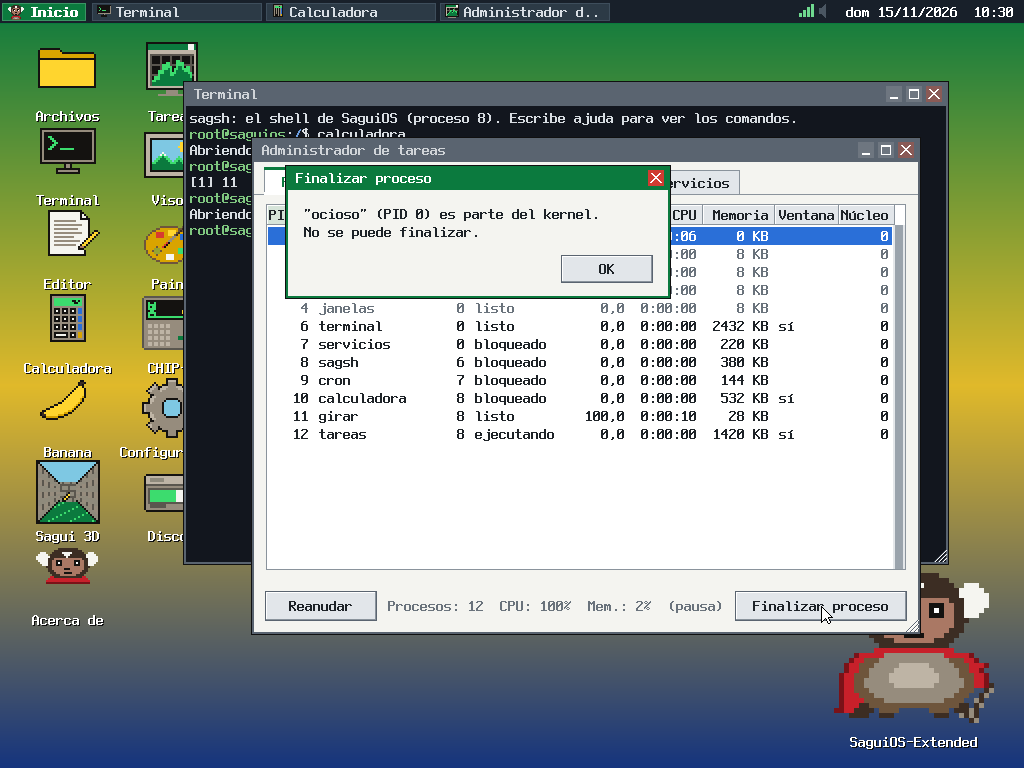 Inicio Terminal Calculadora Administrador d.. dom 15/11/2026 10:30
Archivos
Terminal
Editor
Calculadora
Banana
Sagui 3D
Acerca de
Terminal
sagsh: el shell de SaguiOS (proceso 8). Escribe ayuda para ver los comandos.
root@saguios:/$ calculadora
[1] 11
Administrador de tareas
Finalizar proceso
"ocioso" (PID 0) es parte del kernel.
No se puede finalizar.
OK
CPU Memoria Ventana Núcleo
0 KB 0
8 KB 0
8 KB 0
8 KB 0
4 janelas 0 listo 0,0 0:00:00 8 KB 0
6 terminal 0 listo 0,0 0:00:00 2432 KB sí 0
7 servicios 0 bloqueado 0,0 0:00:00 220 KB 0
8 sagsh 6 bloqueado 0,0 0:00:00 380 KB 0
9 cron 7 bloqueado 0,0 0:00:00 144 KB 0
10 calculadora 8 bloqueado 0,0 0:00:00 532 KB sí 0
11 girar 8 listo 100,0 0:00:10 28 KB 0
12 tareas 8 ejecutando 0,0 0:00:00 1420 KB sí 0
Reanudar Procesos: 12 CPU: 100% Mem.: 2% (pausa) Finalizar proceso
SaguiOS-Extended